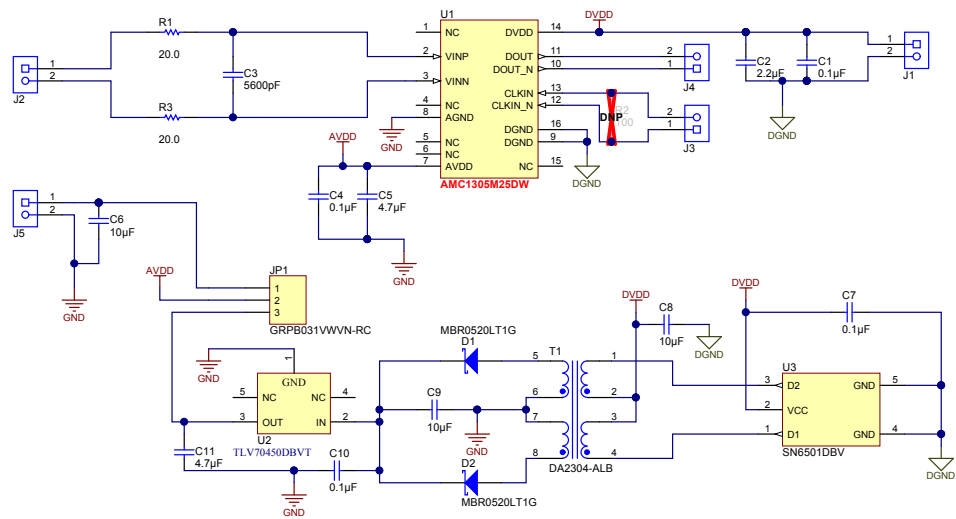 R1
20.0
J2
1
2
R3
20.0
C3
5600pF
U1
1
NC
2
VINP
3
VINN
4
NC
8
AGND
5
NC
6
NC
7
AVDD
DVDD
14
DOUT
11
DOUT_N
10
CLKIN
13
CLKIN_N
12
DGND
16
DGND
9
NC
15
AMC1305M25DW
GND
AVDD
C4
0.1µF
C5
4.7µF
GND
DVDD
2
1
J4
R2
100
DNP
2
1
J3
DGND
C2
2.2µF
C1
0.1µF
DGND
1
2
J1
J5
1
2
C6
10µF
GND
AVDD
JP1
1
2
3
GRPB031VWVN-RC
GND
1
GND
5
NC
NC
4
3
OUT
IN
2
U2
TLV70450DBVT
C11
4.7µF
C10
0.1µF
GND
MBR0520LT1G
D1
C9
10µF
GND
D2
MBR0520LT1G
T1
5
6
7
8
1
2
3
4
DA2304-ALB
DVDD
C8
10µF
DGND
DVDD
C7
0.1µF
U3
3
D2
2
VCC
1
D1
GND
5
GND
4
SN6501DBV
DGND